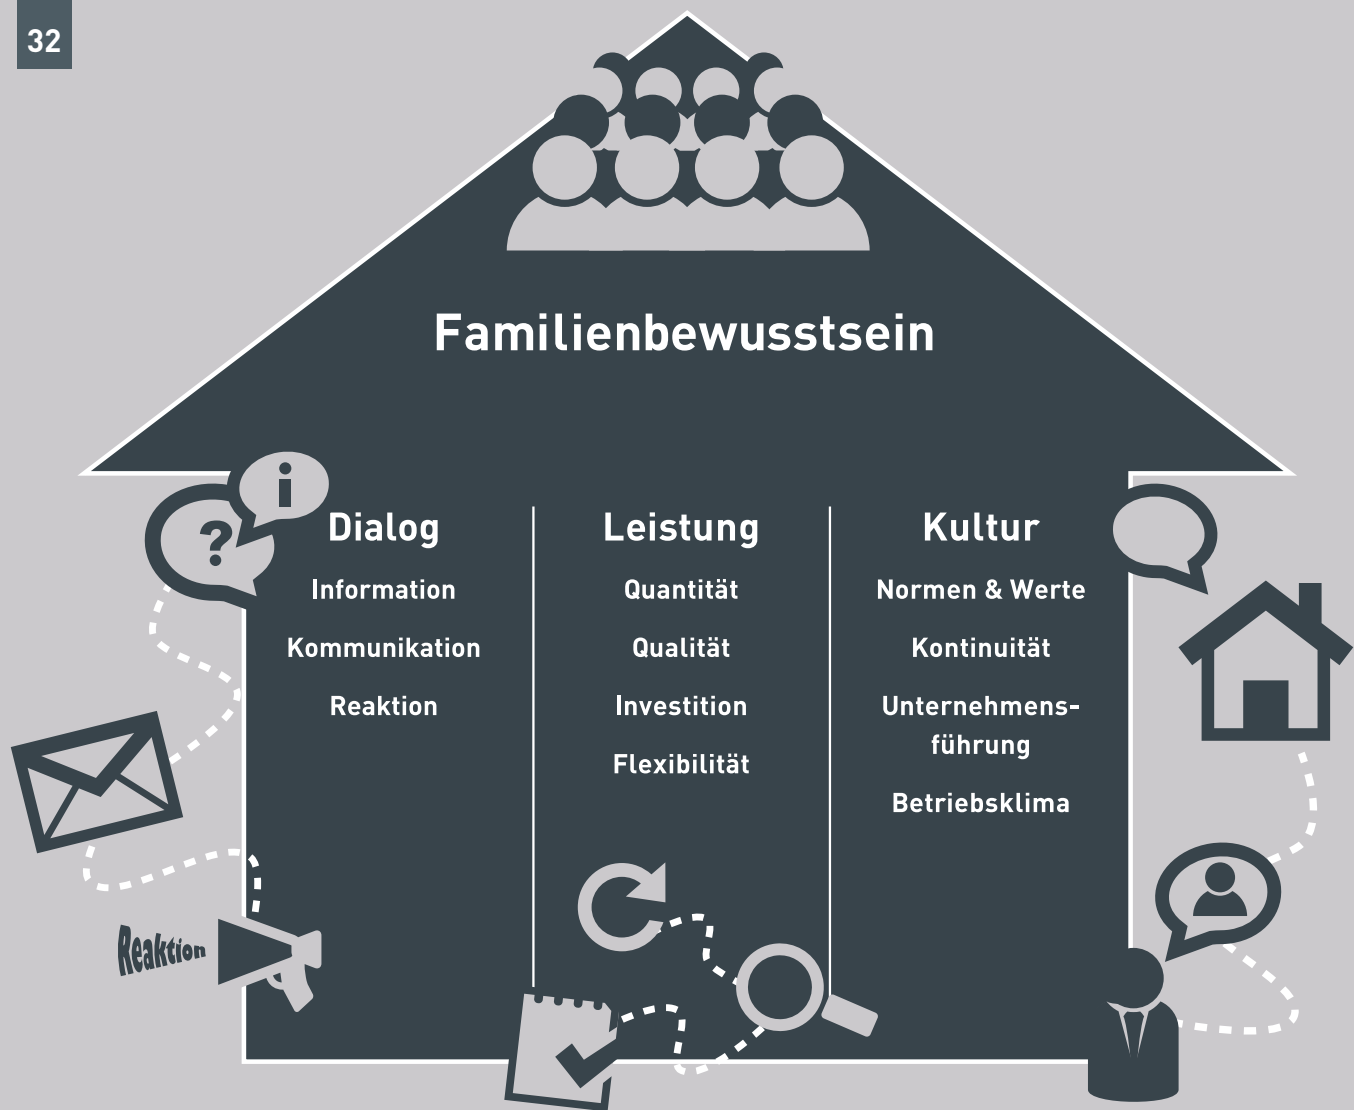 32
Familienbewusstsein
i
?
Dialog
Information
Kommunikation
Reaktion
Leistung
Quantität
Qualität
Investition
Flexibilität
Kultur
Normen & Werte
Kontinuität
Unternehmens-
führung
Betriebsklima
Reaktion